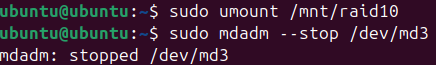 ubuntu@ubuntu:~$ sudo umount /mnt/raid10
ubuntu@ubuntu:~$ sudo mdadm --stop /dev/md3
mdadm: stopped /dev/md3